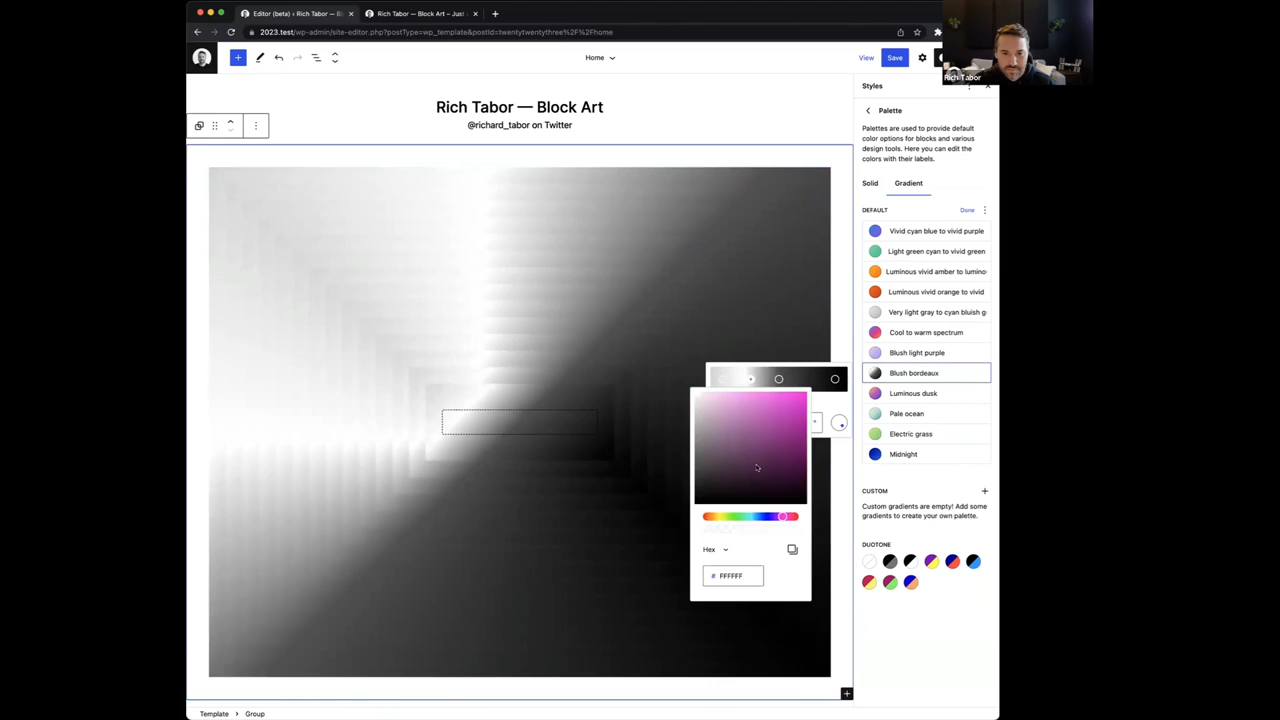 Editor (beta) ‹ Rich Tabor — Bl
Rich Tabor — Block Art – Just
2023.test/wp-admin/site-editor.php?postType=wp_template&postId=twentytwentythree%2F%2Fhome
Home
View
Save
Rich Tabor
Styles
Palette
Palettes are used to provide default
color options for blocks and various
design tools. Here you can edit the
colors with their labels.
Solid
Gradient
DEFAULT
Done
Vivid cyan blue to vivid purple
Light green cyan to vivid green
Luminous vivid amber to lumino
Luminous vivid orange to vivid
Very light gray to cyan bluish g
Cool to warm spectrum
Blush light purple
Blush bordeaux
Luminous dusk
Pale ocean
Electric grass
Midnight
CUSTOM
Custom gradients are empty! Add some
gradients to create your own palette.
DUOTONE
Rich Tabor — Block Art
@richard_tabor on Twitter
Hex
# FFFFFF
Template > Group